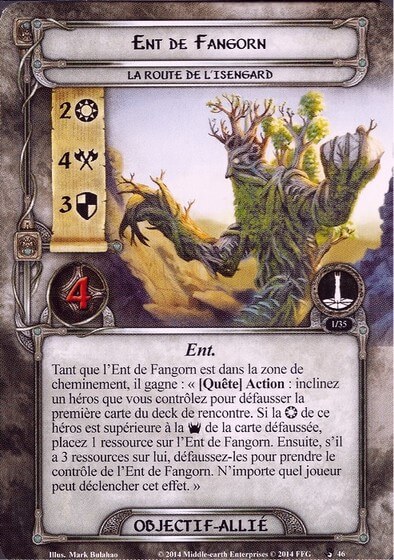 Ent de Fangorn
La Route de l'Isengard
2
4
3
4
1/35
Ent.
Tant que l'Ent de Fangorn est dans la zone de
cheminement, il gagne : « [Quête] Action : inclinez
un héros que vous contrôlez pour défausser la
première carte du deck de rencontre. Si la de ce
héros est supérieure à la de la carte défaussée,
placez 1 ressource sur l'Ent de Fangorn. Ensuite, s'il
a 3 ressources sur lui, défaussez-les pour prendre le
contrôle de l'Ent de Fangorn. N'importe quel joueur
peut déclencher cet effet. »
Objectif-Allié
Illus. Mark Bulahao © 2014 Middle-earth Enterprises © 2014 FFG 46